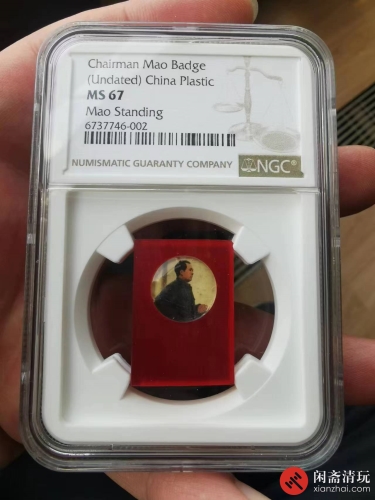 Chairman Mao Badge
(Undated) China Plastic
MS 67
Mao Standing
6737746-002
NUMISMATIC GUARANTY COMPANY
NGC®
闲斋清玩
xianzhai.com